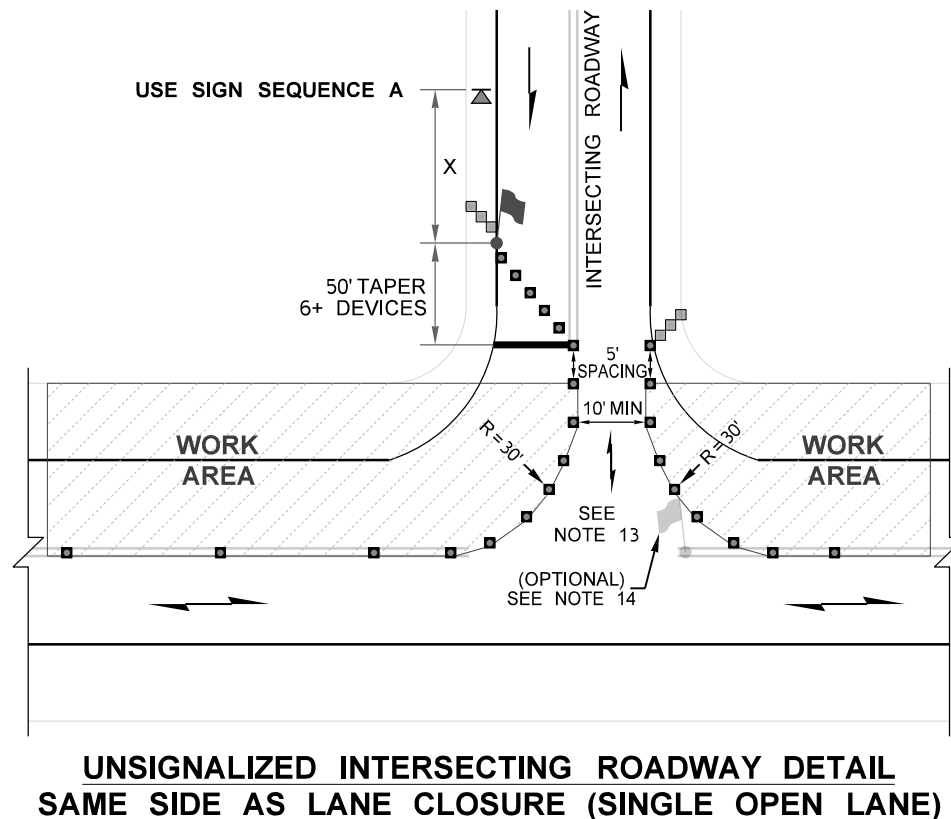 INTERSECTING ROADWAY
USE SIGN SEQUENCE A
X
50' TAPER
6+ DEVICES
5'
SPACING
10' MIN
R=30'
R=30'
WORK
AREA
WORK
AREA
SEE
NOTE 13
(OPTIONAL)
SEE NOTE 14
UNSIGNALIZED INTERSECTING ROADWAY DETAIL
SAME SIDE AS LANE CLOSURE (SINGLE OPEN LANE)